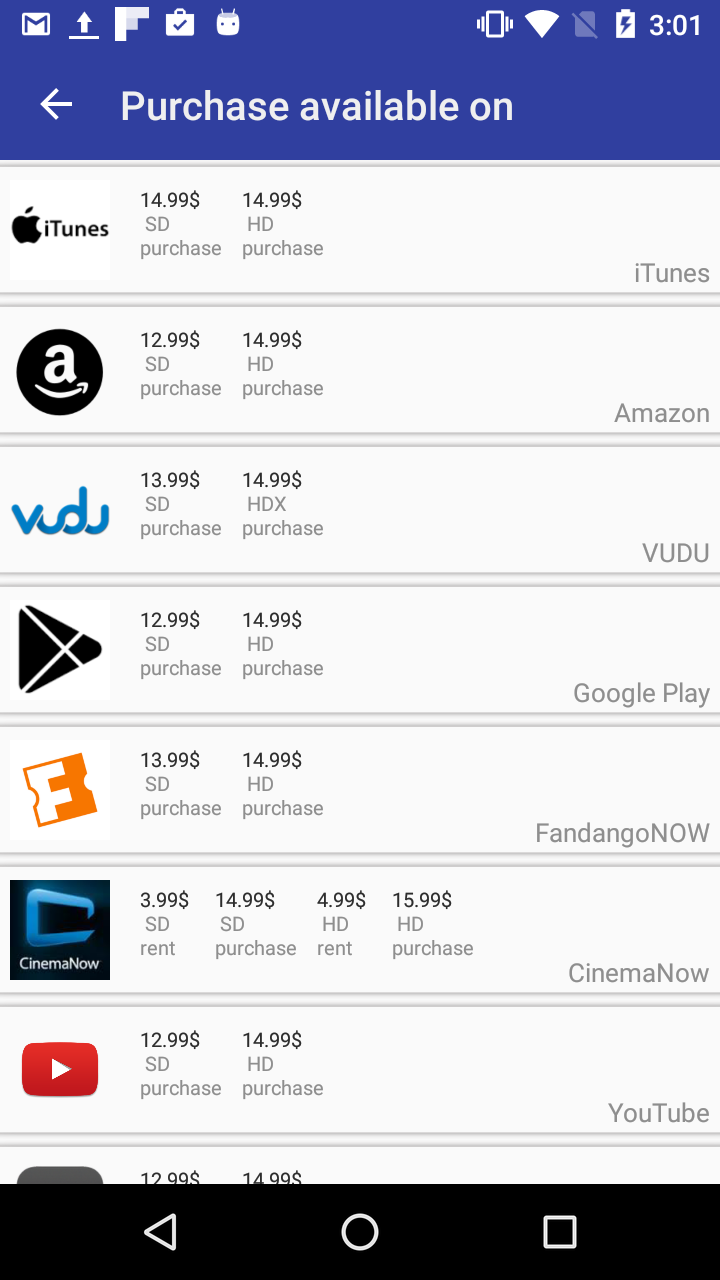 3:01
Purchase available on
iTunes
14.99$ 14.99$
SD HD
purchase purchase
iTunes
a
12.99$ 14.99$
SD HD
purchase purchase
Amazon
vudu
13.99$ 14.99$
SD HDX
purchase purchase
VUDU
12.99$ 14.99$
SD HD
purchase purchase
Google Play
F
13.99$ 14.99$
SD HD
purchase purchase
FandangoNOW
CinemaNow
3.99$ 14.99$ 4.99$ 15.99$
SD SD HD HD
rent purchase rent purchase
CinemaNow
12.99$ 14.99$
SD HD
purchase purchase
YouTube
12.99$ 14.99$